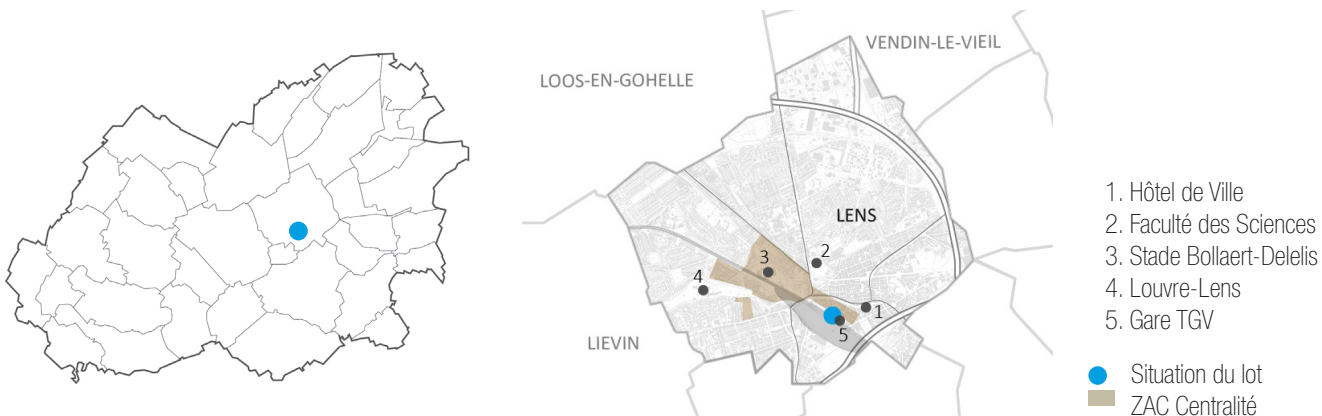 VENDIN-LE-VIEIL
LOOS-EN-GOHELLE
LENS
2
3
4
1
5
LIEVIN
1. Hôtel de Ville
2. Faculté des Sciences
3. Stade Bollaert-Delelis
4. Louvre-Lens
5. Gare TGV
Situation du lot
ZAC Centralité